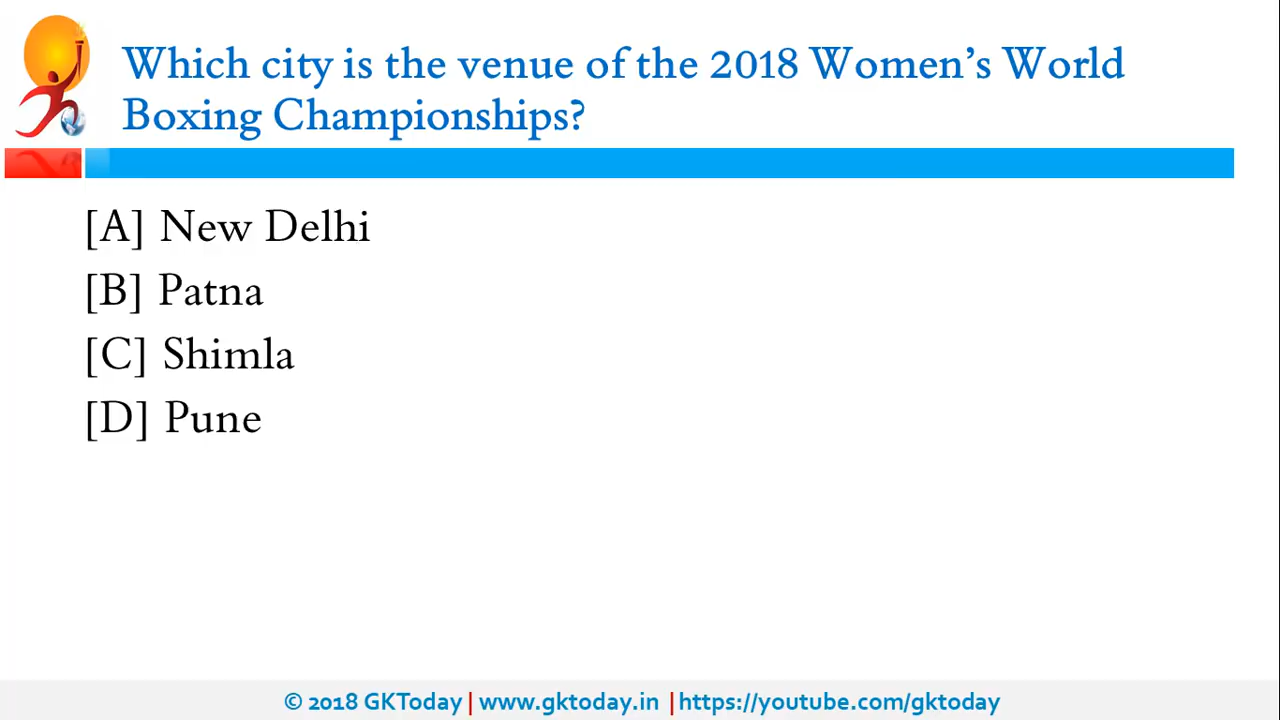 Which city is the venue of the 2018 Women’s World
Boxing Championships?
[A] New Delhi
[B] Patna
[C] Shimla
[D] Pune
© 2018 GKToday | www.gktoday.in | https://youtube.com/gktoday